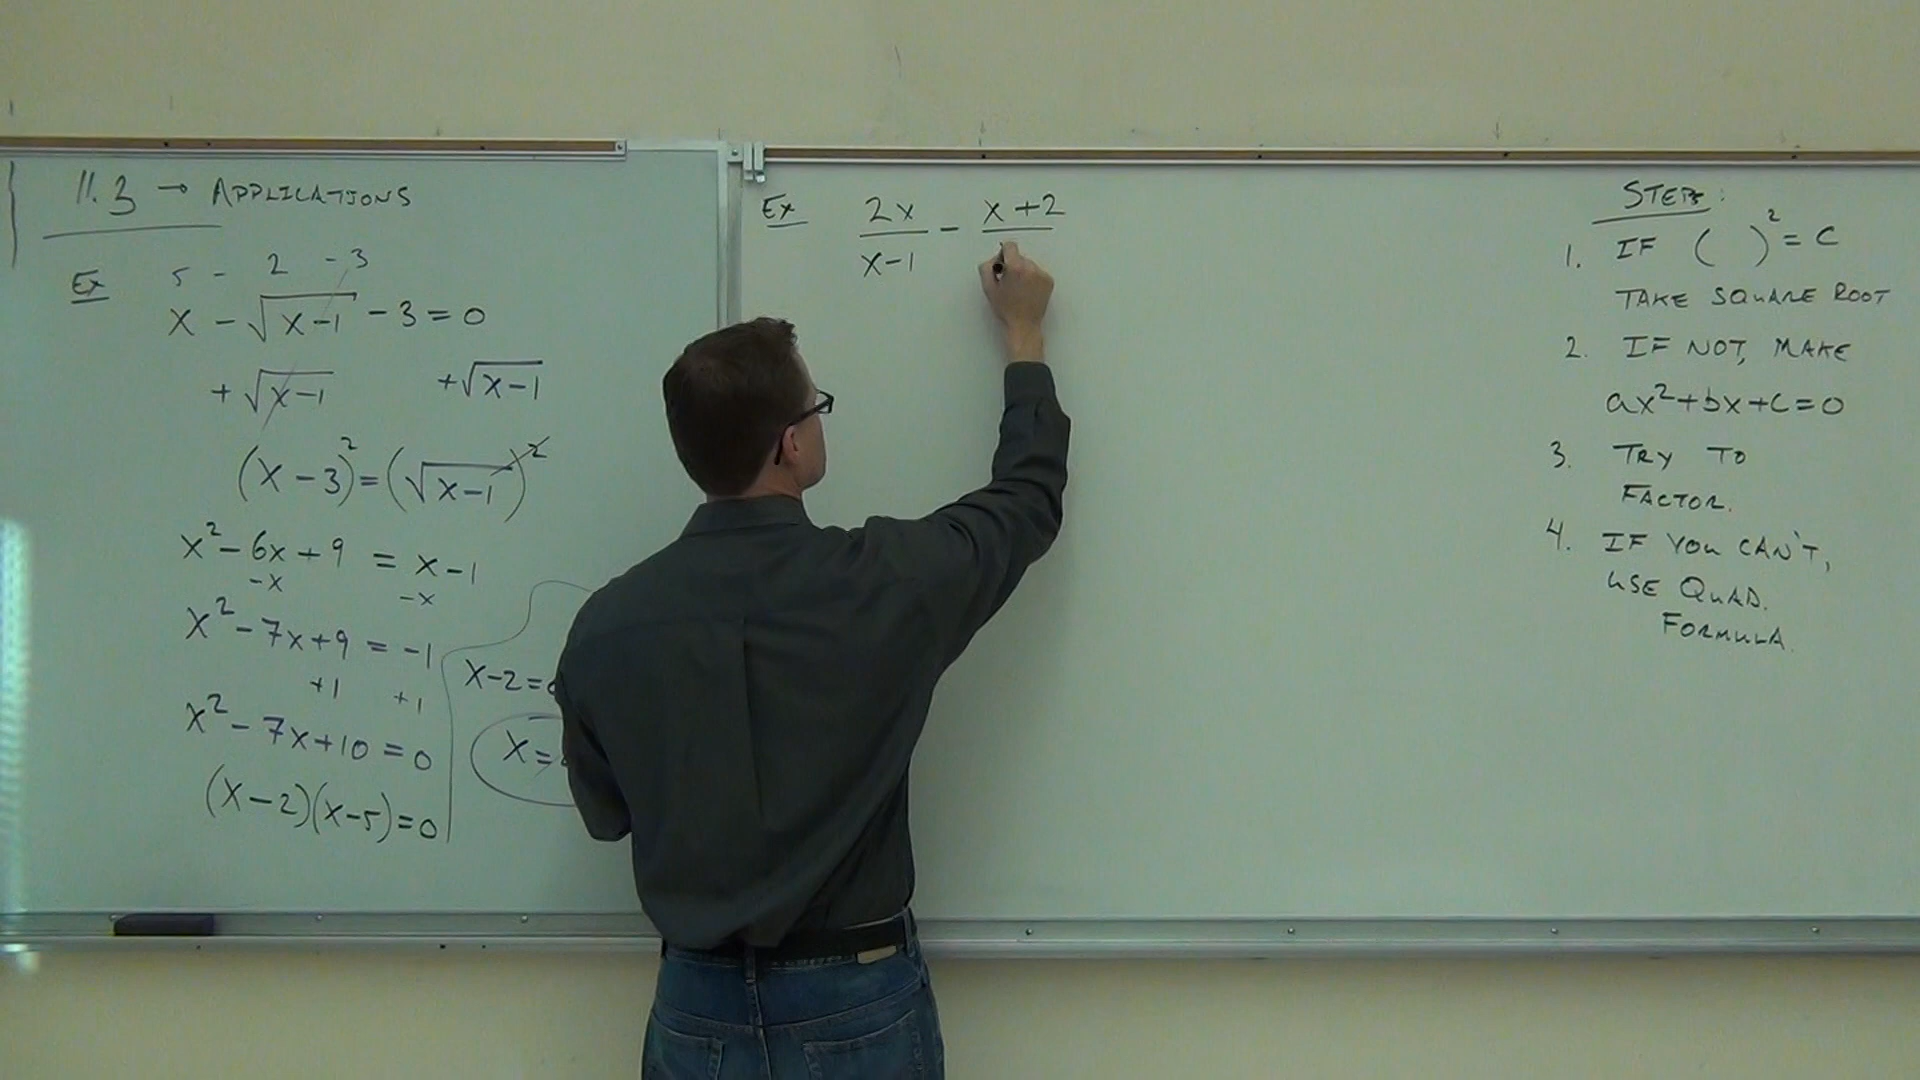 11.3 → APPLICATIONS
Ex
5 - 2 - 3
x - √(x-1) - 3 = 0
+ √(x-1) + √(x-1)
(x - 3)² = (√(x-1))²
x² - 6x + 9 = x - 1
-x -x
x² - 7x + 9 = -1
+1 +1
x² - 7x + 10 = 0
(x - 2)(x - 5) = 0
x - 2 =
x =
Ex
2x/(x-1) - (x+2)/
STEPS:
1. IF ( )² = C
TAKE SQUARE ROOT
2. IF NOT, MAKE
ax² + bx + c = 0
3. TRY TO
FACTOR.
4. IF YOU CAN'T,
USE QUAD.
FORMULA.